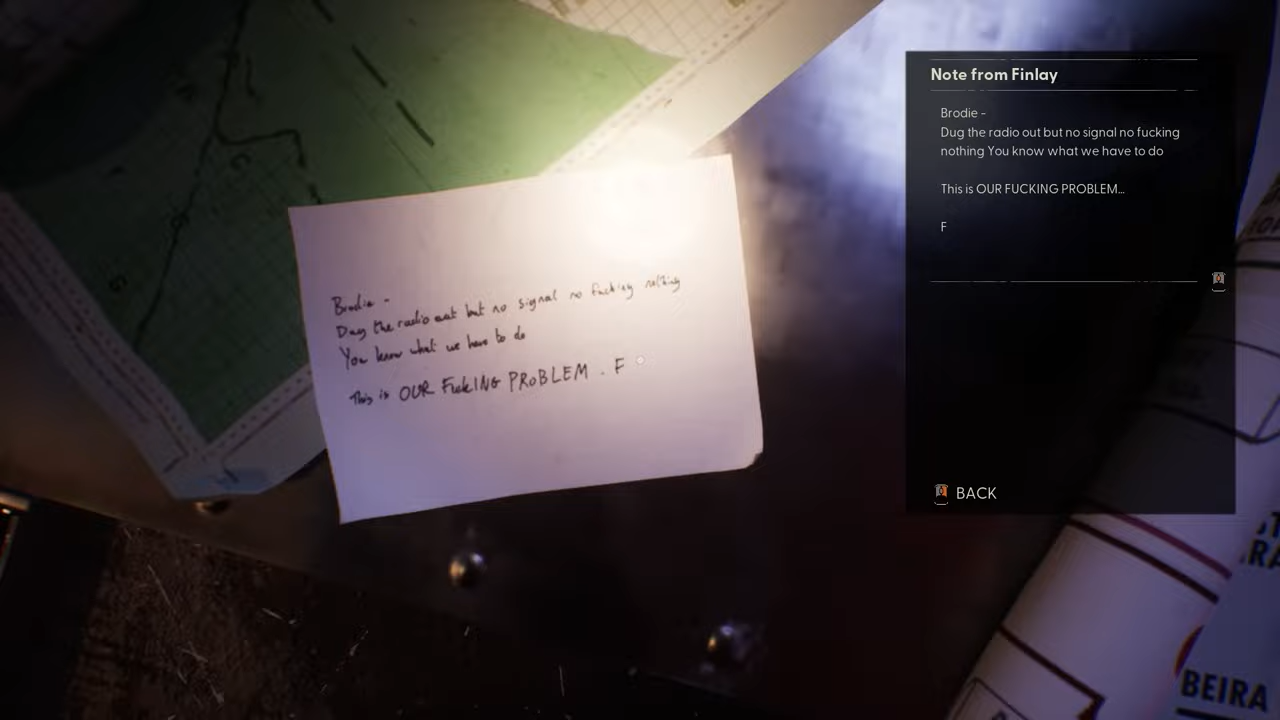 Brodie -
Dug the radio out but no signal no fucking nothing
You know what we have to do
This is OUR FuckING PRoBLEM . F
Note from Finlay
Brodie -
Dug the radio out but no signal no fucking
nothing You know what we have to do
This is OUR FUCKING PROBLEM...
F
BACK
BEIRA